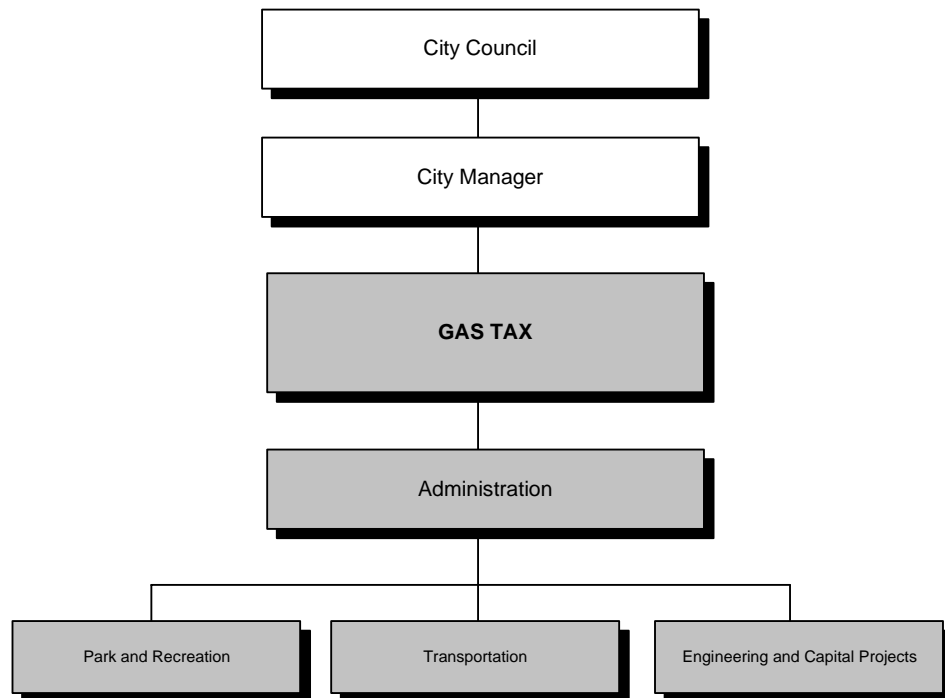 City Council
City Manager
GAS TAX
Administration
Park and Recreation
Transportation
Engineering and Capital Projects